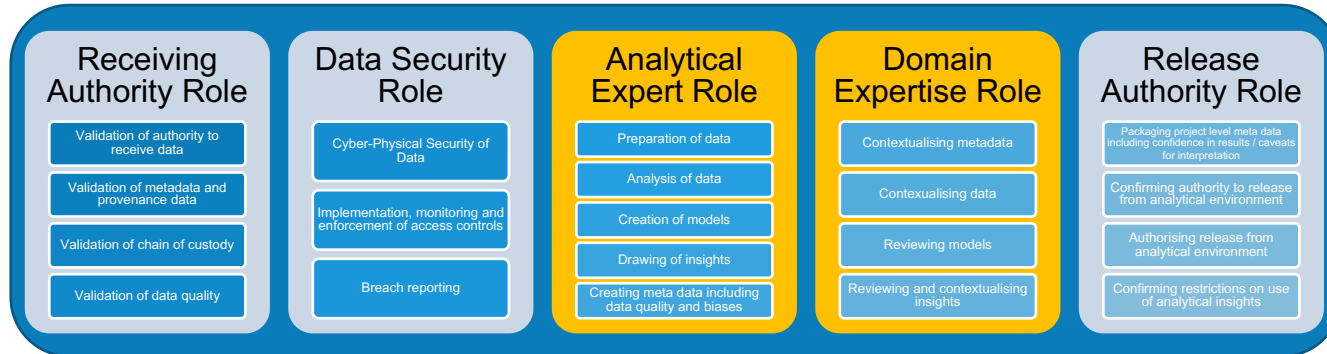 Receiving
Authority Role
Validation of authority to
receive data
Validation of metadata and
provenance data
Validation of chain of custody
Validation of data quality
Data Security
Role
Cyber-Physical Security of
Data
Implementation, monitoring and
enforcement of access controls
Breach reporting
Analytical
Expert Role
Preparation of data
Analysis of data
Creation of models
Drawing of insights
Creating meta data including
data quality and biases
Domain
Expertise Role
Contextualising metadata
Contexualising data
Reviewing models
Reviewing and contextualising
insights
Release
Authority Role
Packaging project level meta data
including confidence in results / caveats
for interpretation
Confirming authority to release
from analytical environment
Authorising release from
analytical environment
Confirming restrictions on use
of analytical insights